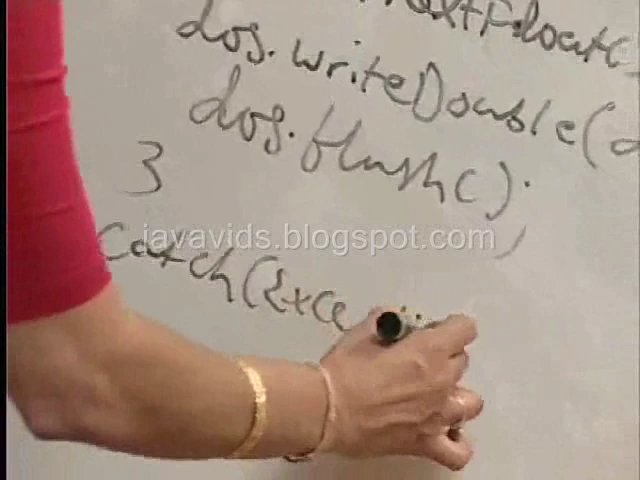 dos.writeDouble(d
dos.flush();
}
javavids.blogspot.com
catch(Exce